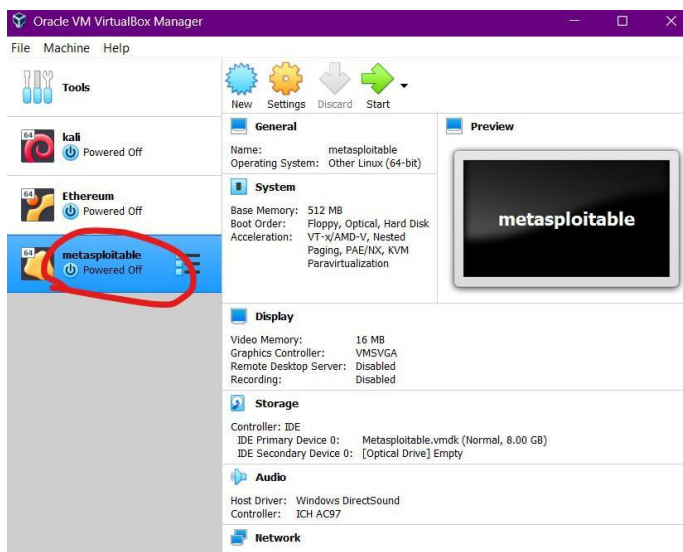 Oracle VM VirtualBox Manager
File Machine Help
Tools
New Settings Discard Start
64 kali
Powered Off
64 Ethereum
Powered Off
64 metasploitable
Powered Off
General
Name: metasploitable
Operating System: Other Linux (64-bit)
System
Base Memory: 512 MB
Boot Order: Floppy, Optical, Hard Disk
Acceleration: VT-x/AMD-V, Nested
Paging, PAE/NX, KVM
Paravirtualization
Preview
metasploitable
Display
Video Memory: 16 MB
Graphics Controller: VMSVGA
Remote Desktop Server: Disabled
Recording: Disabled
Storage
Controller: IDE
IDE Primary Device 0: Metasploitable.vmdk (Normal, 8.00 GB)
IDE Secondary Device 0: [Optical Drive] Empty
Audio
Host Driver: Windows DirectSound
Controller: ICH AC97
Network